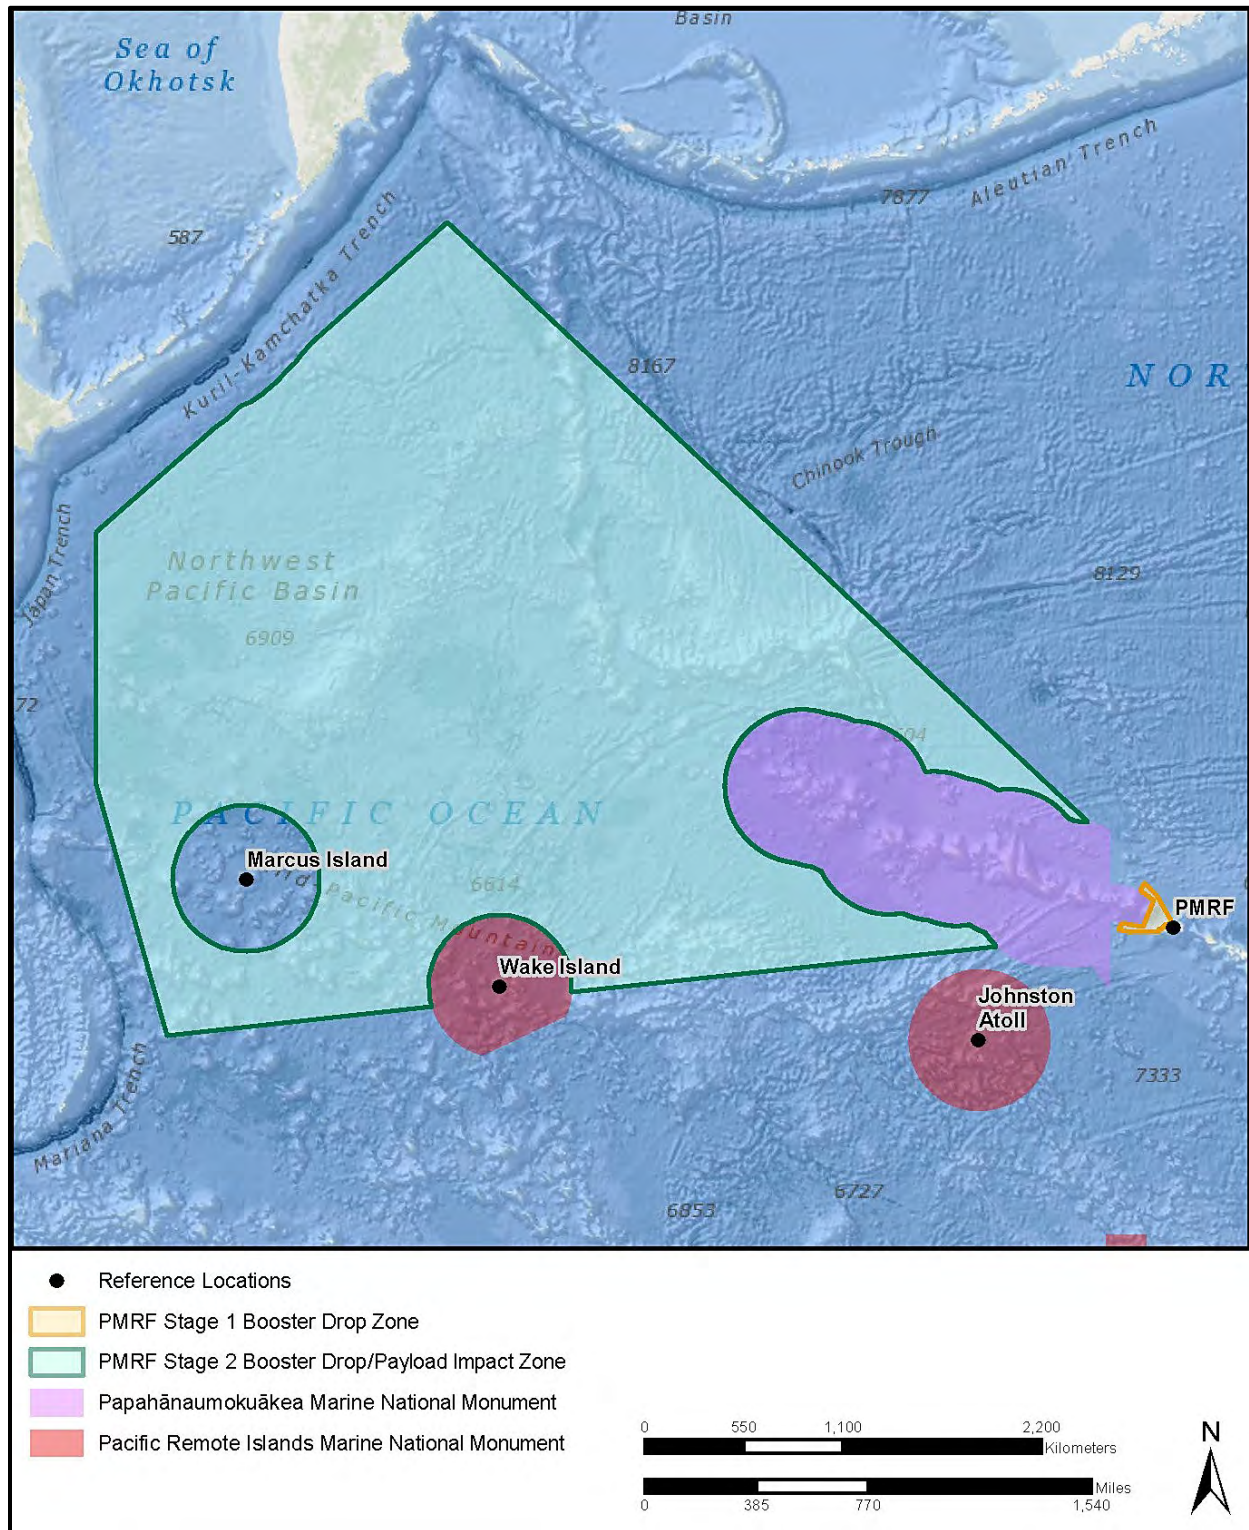 Basin
Sea of
Okhotsk
Aleutian Trench
7877
587
Kuril-Kamchatka Trench
8167
NOR
Chinook Trough
Japan Trench
Northwest
Pacific Basin
8129
6909
72
PACIFIC OCEAN
Marcus Island
6614
PMRF
Wake Island
Johnston
Atoll
7333
Mariana Trench
6727
6853
Reference Locations
PMRF Stage 1 Booster Drop Zone
PMRF Stage 2 Booster Drop/Payload Impact Zone
Papahānaumokuākea Marine National Monument
Pacific Remote Islands Marine National Monument
0 550 1,100 2,200
Kilometers
Miles
0 385 770 1,540
N